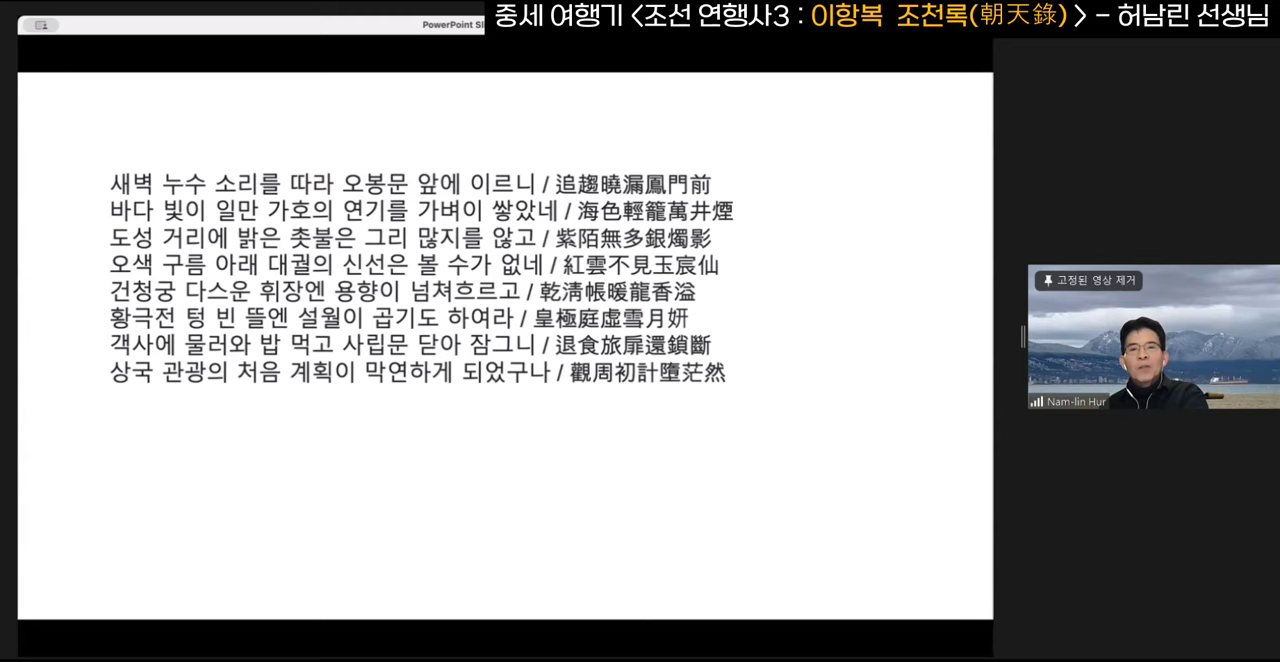 PowerPoint Sl
중세 여행기 <조선 연행사3 : 이항복 조천록(朝天錄)> - 허남린 선생님
새벽 누수 소리를 따라 오봉문 앞에 이르니 / 追趨曉漏鳳門前
바다 빛이 일만 가호의 연기를 가벼이 쌓았네 / 海色輕籠萬井煙
도성 거리에 밝은 촛불은 그리 많지를 않고 / 紫陌無多銀燭影
오색 구름 아래 대궐의 신선은 볼 수가 없네 / 紅雲不見玉宸仙
건청궁 다스운 휘장엔 용향이 넘쳐흐르고 / 乾淸帳暖龍香溢
황극전 텅 빈 뜰엔 설월이 곱기도 하여라 / 皇極庭虛雪月姸
객사에 물러와 밥 먹고 사립문 닫아 잠그니 / 退食旅扉還鎖斷
상국 관광의 처음 계획이 막연하게 되었구나 / 觀周初計墮茫然
고정된 영상 제거
Nam-lin Hur